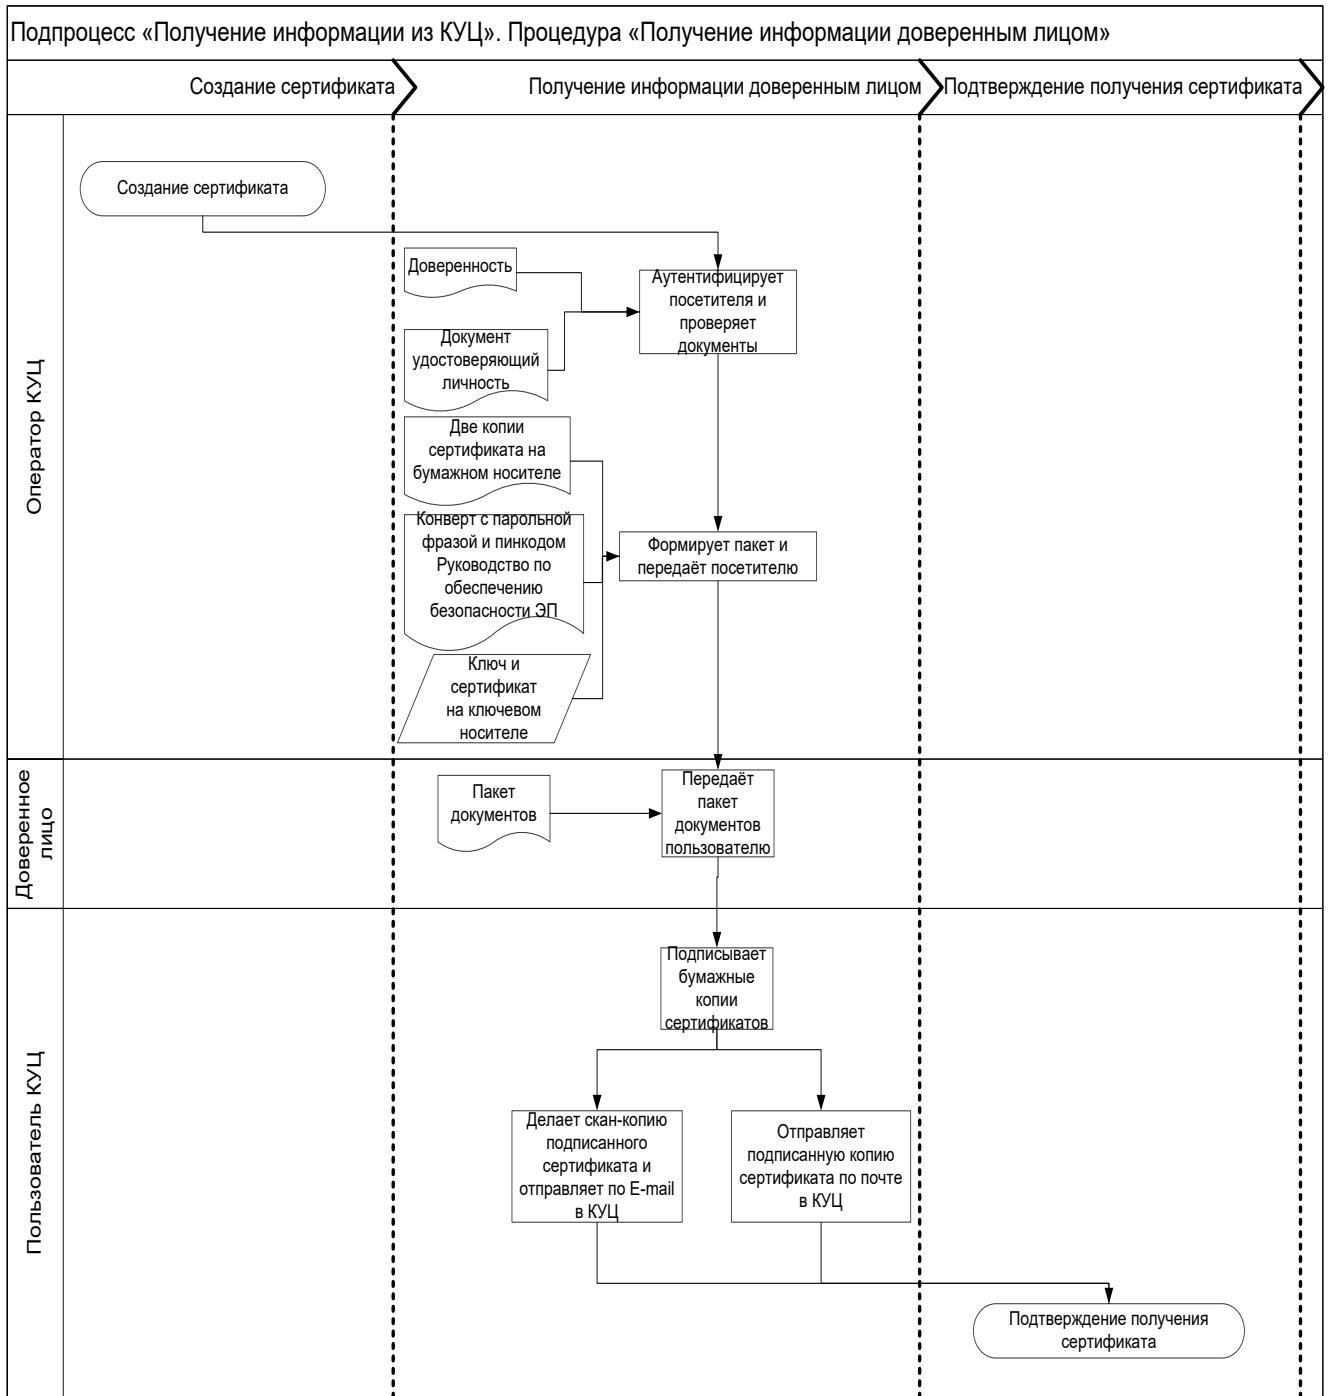 Подпроцесс «Получение информации из КУЦ». Процедура «Получение информации доверенным лицом»
Создание сертификата
Получение информации доверенным лицом
Подтверждение получения сертификата
Оператор КУЦ
Создание сертификата
Доверенность
Аутентифицирует
посетителя и
проверяет
документы
Документ
удостоверяющий
личность
Две копии
сертификата на
бумажном носителе
Конверт с парольной
фразой и пинкодом
Руководство по
обеспечению
безопасности ЭП
Формирует пакет и
передаёт посетителю
Ключ и
сертификат
на ключевом
носителе
Доверенное
лицо
Пакет
документов
Передаёт
пакет
документов
пользователю
Пользователь КУЦ
Подписывает
бумажные
копии
сертификатов
Делает скан-копию
подписанного
сертификата и
отправляет по E-mail
в КУЦ
Отправляет
подписанную копию
сертификата по почте
в КУЦ
Подтверждение получения
сертификата